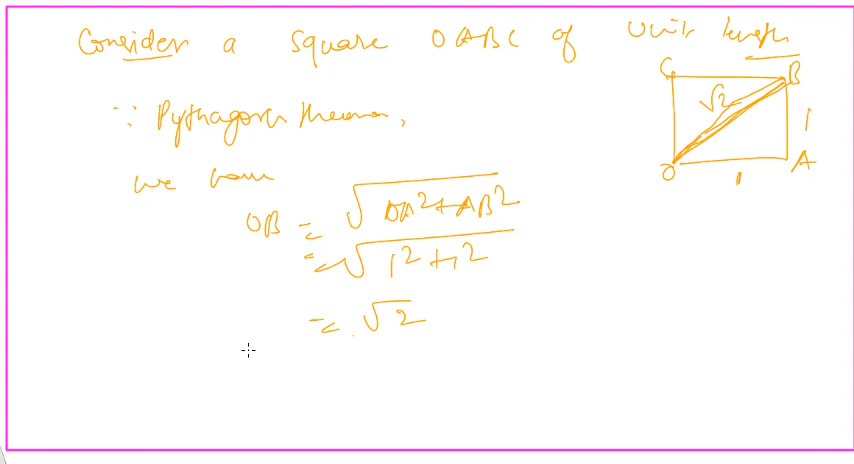 Consider a square OABC of unit length
∵ Pythagoras theorem,
we have
OB = √(OA²+AB²)
= √(1²+1²)
= √2
C
B
√2
1
O
A
1